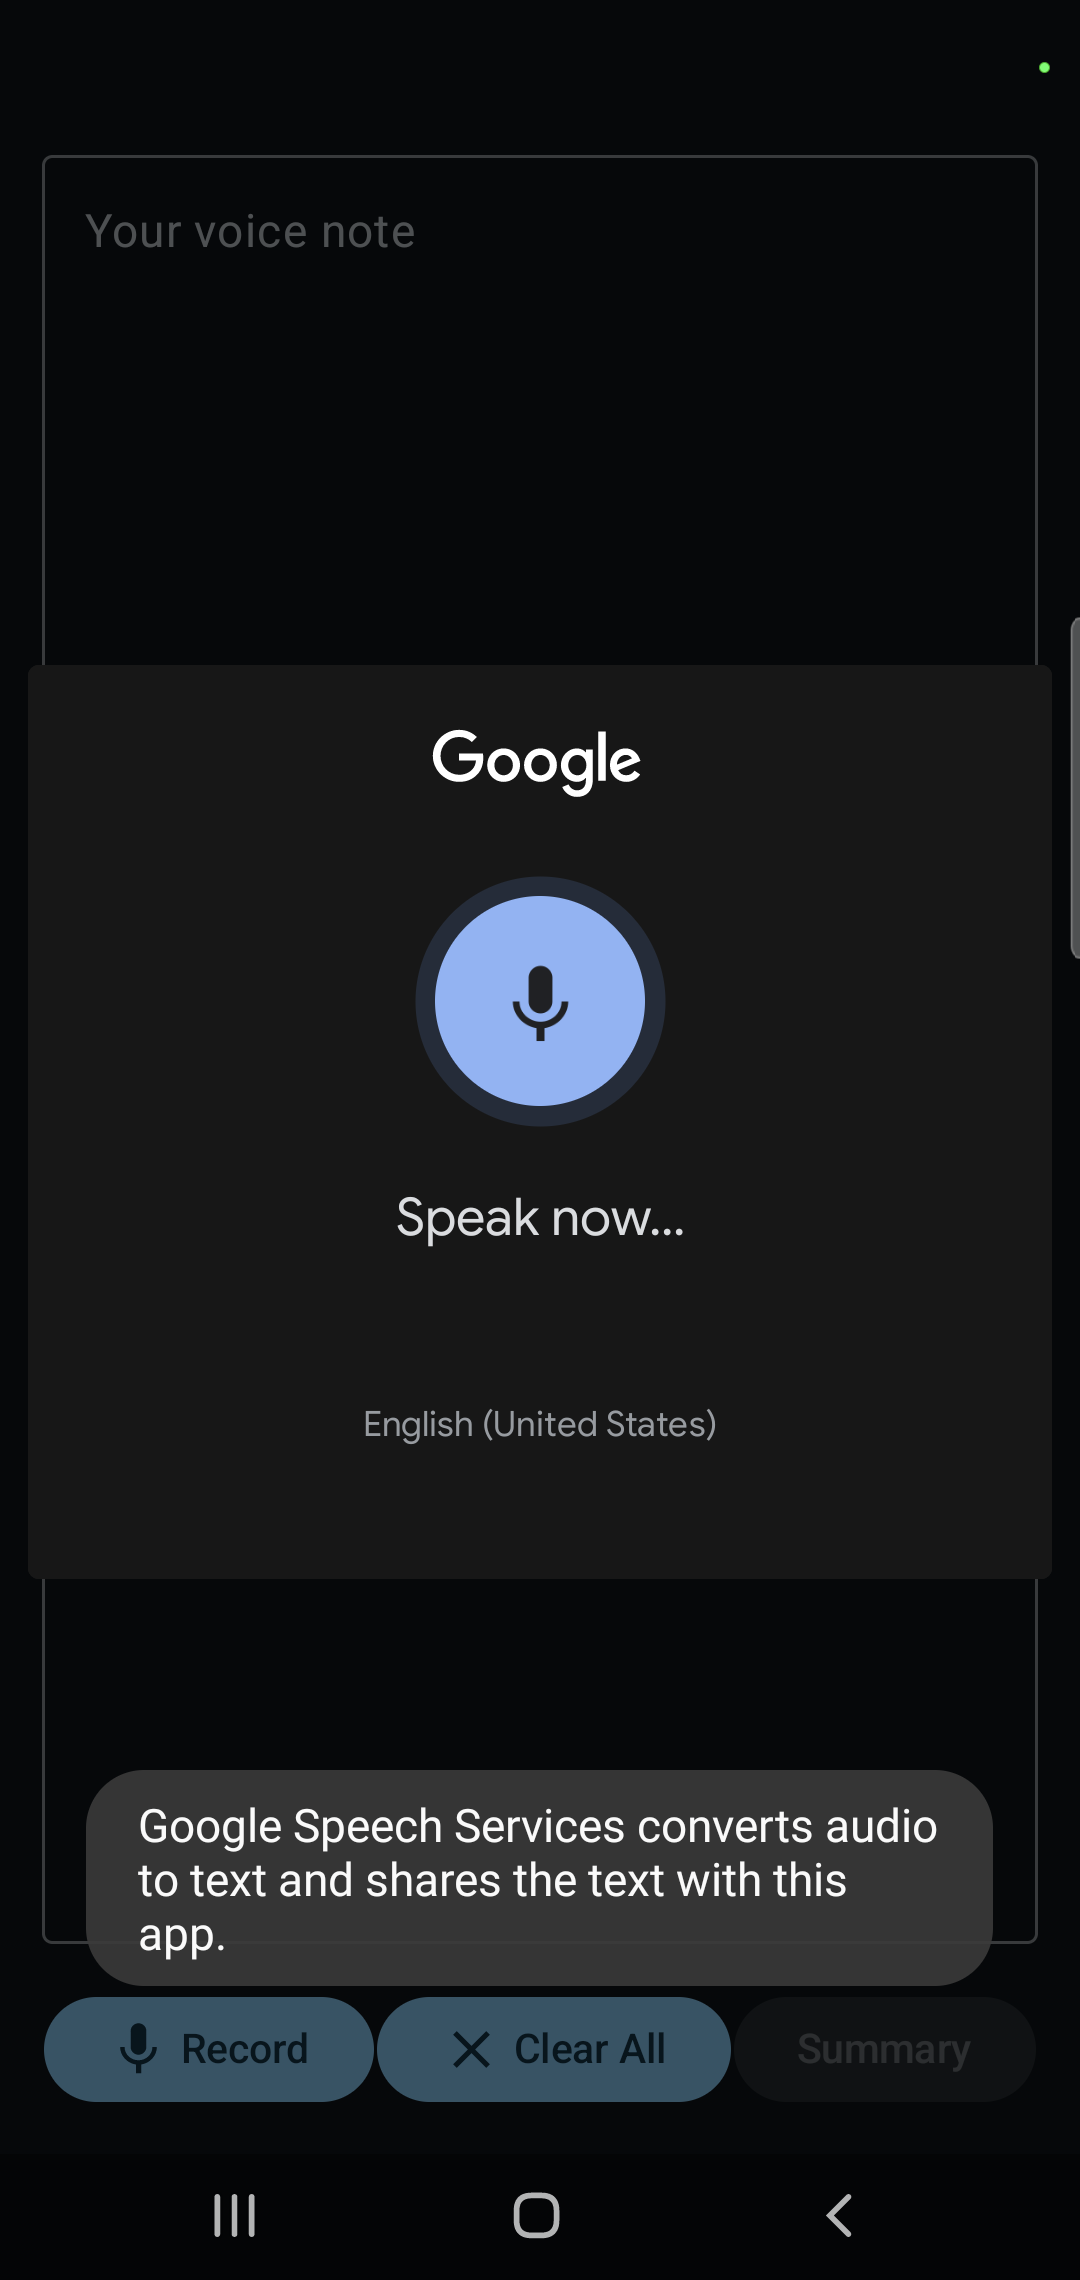 Your voice note
Google
Speak now...
English (United States)
Google Speech Services converts audio
to text and shares the text with this
app.
Record
Clear All
Summary